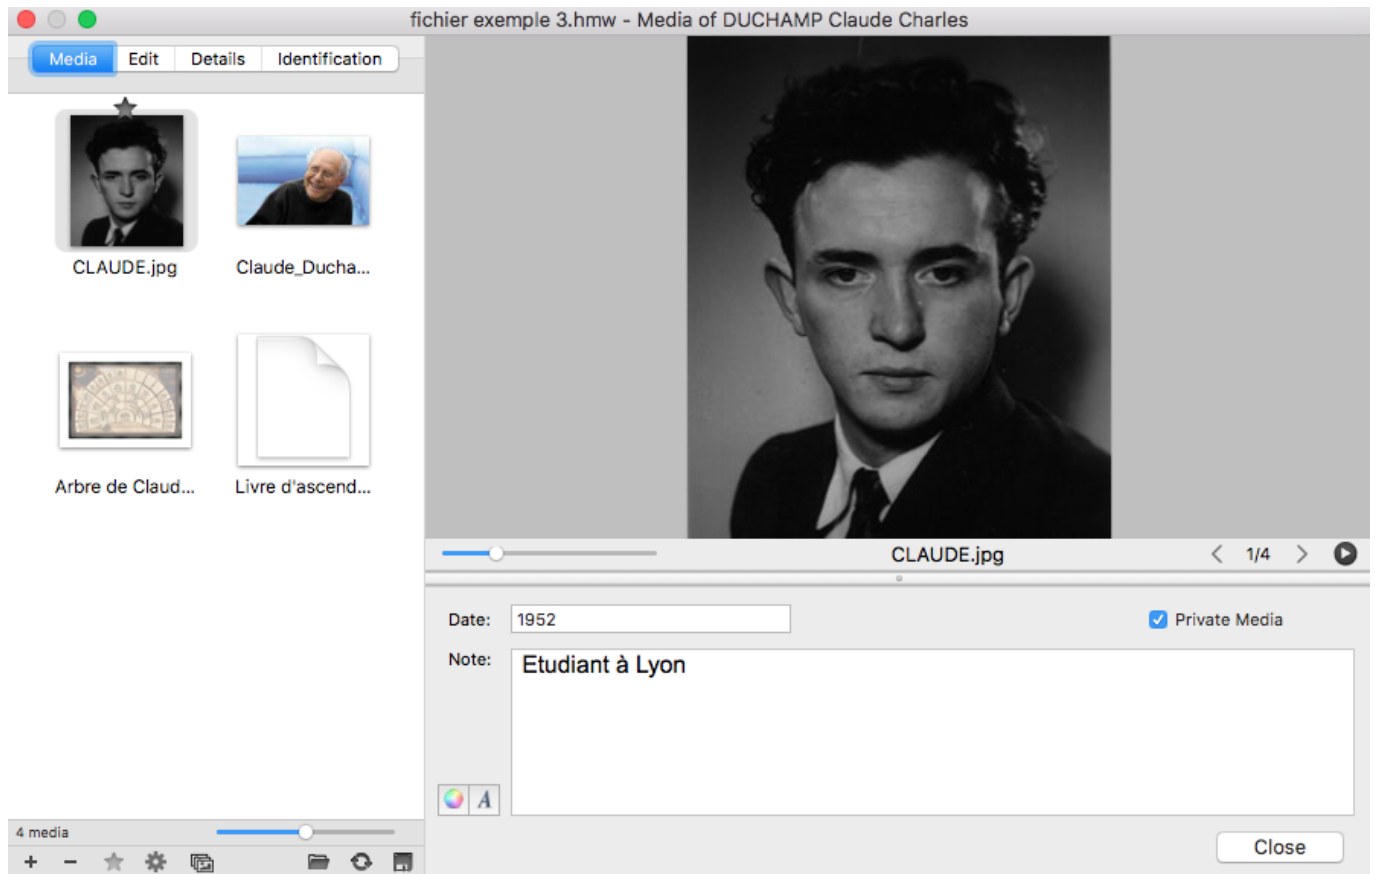 fichier exemple 3.hmw - Media of DUCHAMP Claude Charles
Media Edit Details Identification
CLAUDE.jpg
Claude_Ducha...
Arbre de Claud...
Livre d'ascend...
4 media
CLAUDE.jpg
1/4
Date: 1952
Private Media
Note: Etudiant à Lyon
A
Close